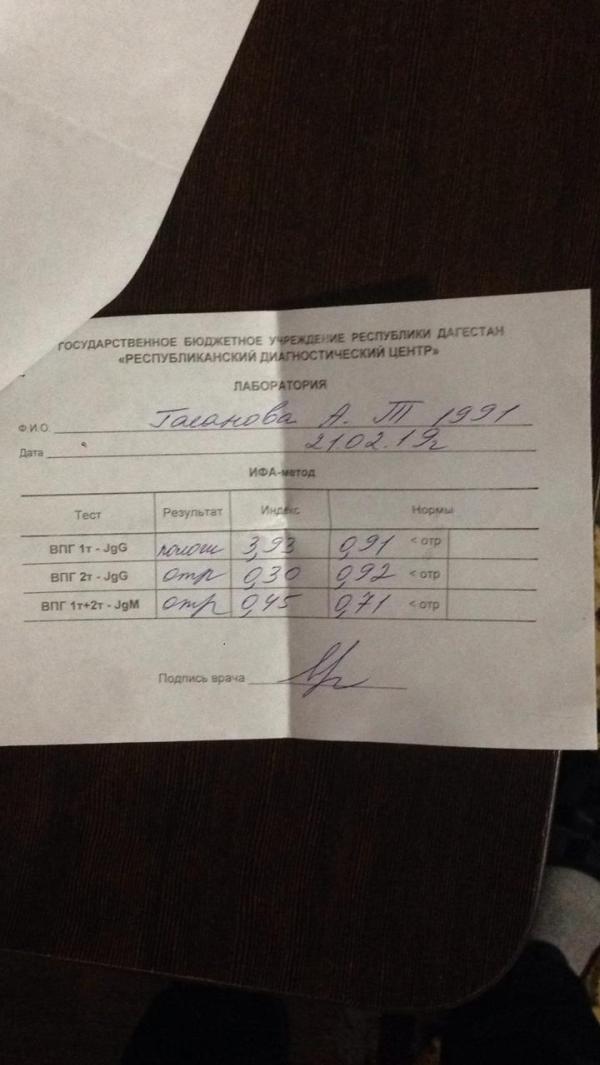 ГОСУДАРСТВЕННОЕ БЮДЖЕТНОЕ УЧРЕЖДЕНИЕ РЕСПУБЛИКИ ДАГЕСТАН
«РЕСПУБЛИКАНСКИЙ ДИАГНОСТИЧЕСКИЙ ЦЕНТР»
ЛАБОРАТОРИЯ
Ф.И.О. Гасанова А. Т 1991
Дата 21.02.19г
ИФА-метод
Тест Результат Индекс Нормы
ВПГ 1т - JgG полож 3,93 0,91 < отр
ВПГ 2т - JgG отр 0,30 0,92 < отр
ВПГ 1т+2т - JgM отр 0,45 0,71 < отр
Подпись врача